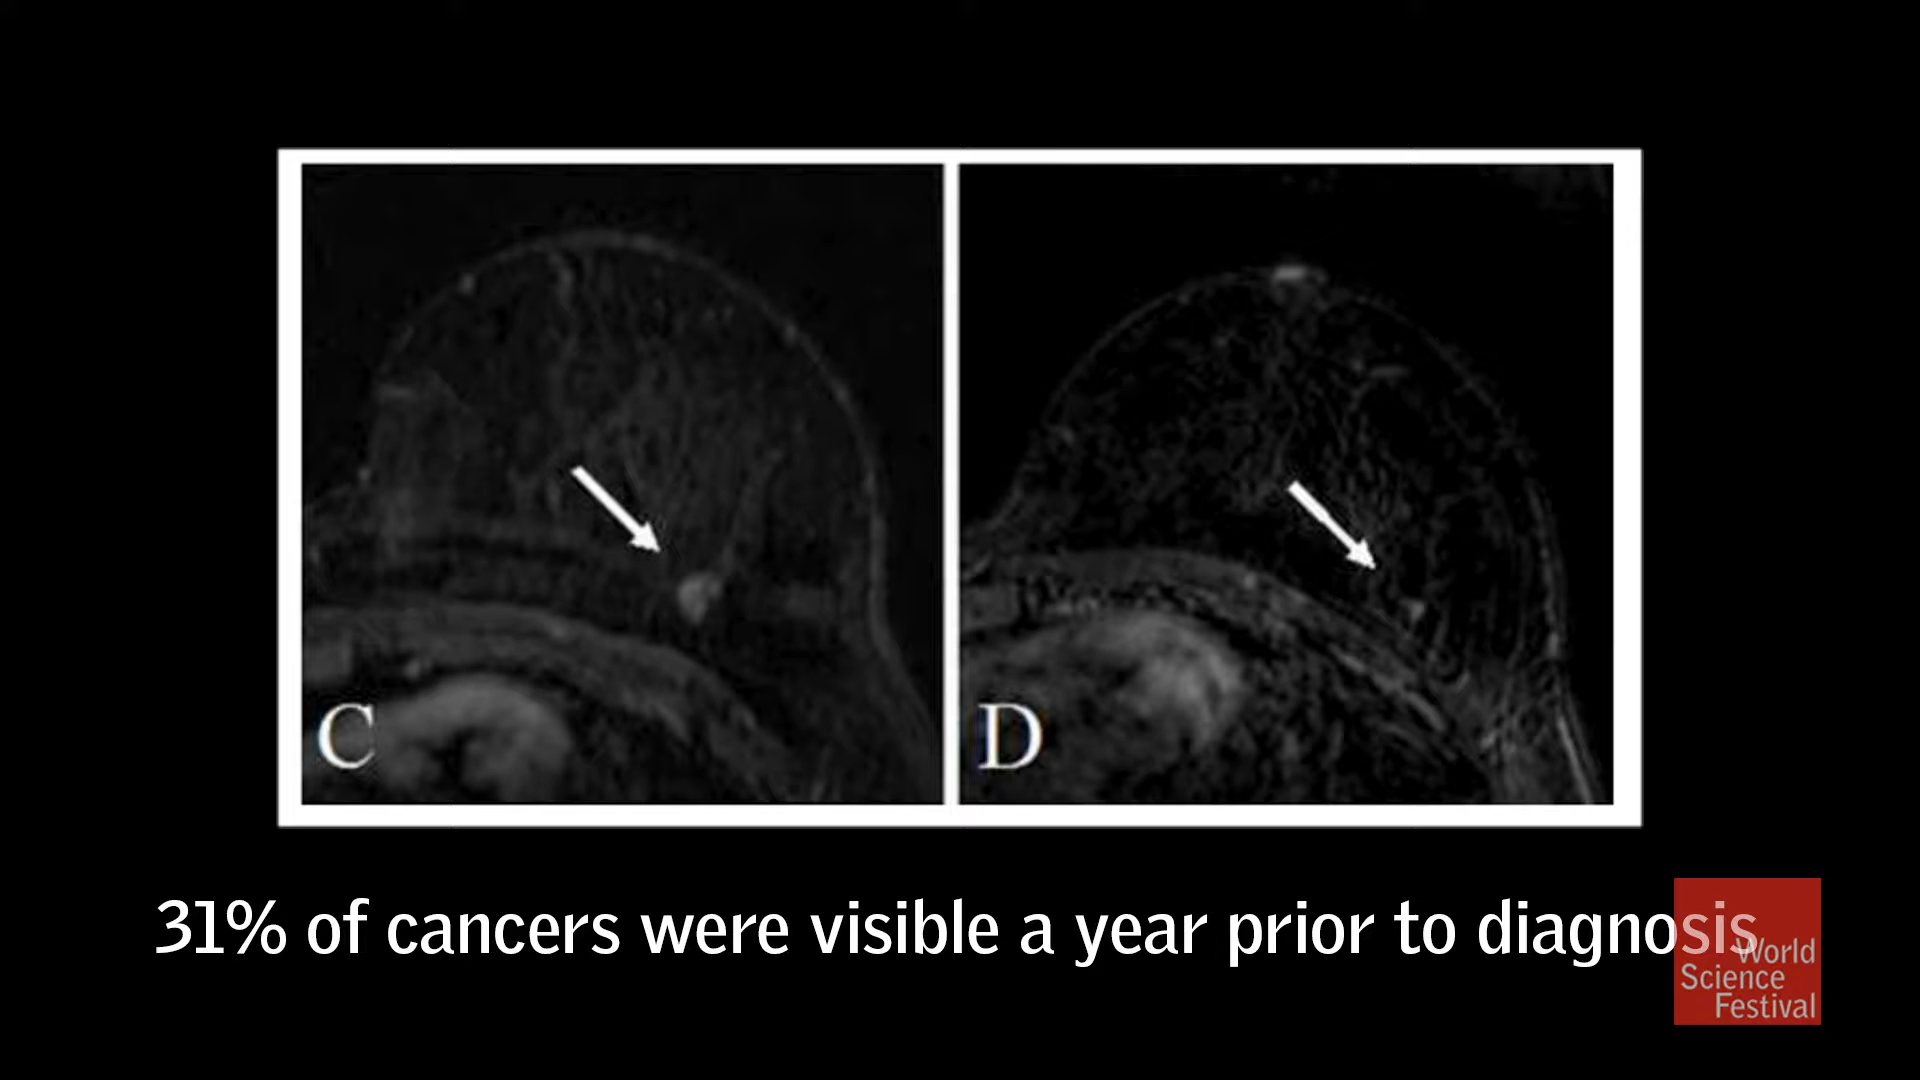 C
D
31% of cancers were visible a year prior to diagnosis
World
Science
Festival